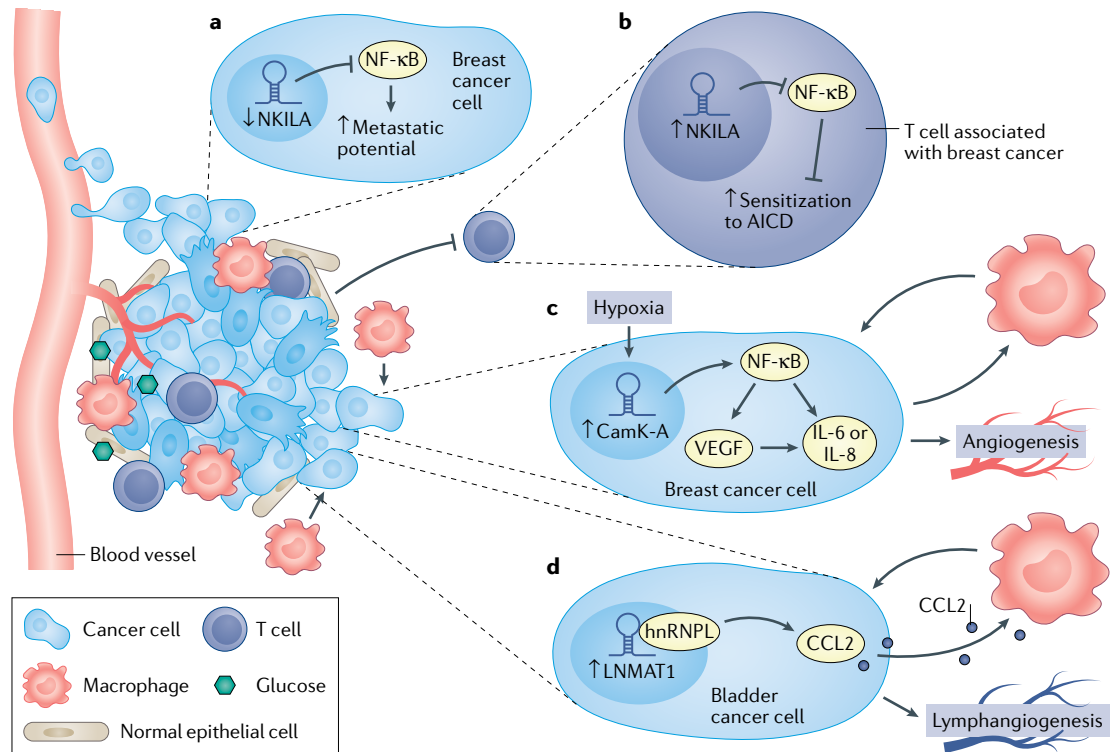 a
NF-κB
Breast
cancer
cell
↓NKILA
↑Metastatic
potential
b
NF-κB
↑NKILA
T cell associated
with breast cancer
↑Sensitization
to AICD
c
Hypoxia
NF-κB
↑CamK-A
VEGF
IL-6 or
IL-8
Breast cancer cell
Angiogenesis
Blood vessel
d
hnRNPL
CCL2
↑LNMAT1
Bladder
cancer cell
CCL2
Lymphangiogenesis
Cancer cell
T cell
Macrophage
Glucose
Normal epithelial cell